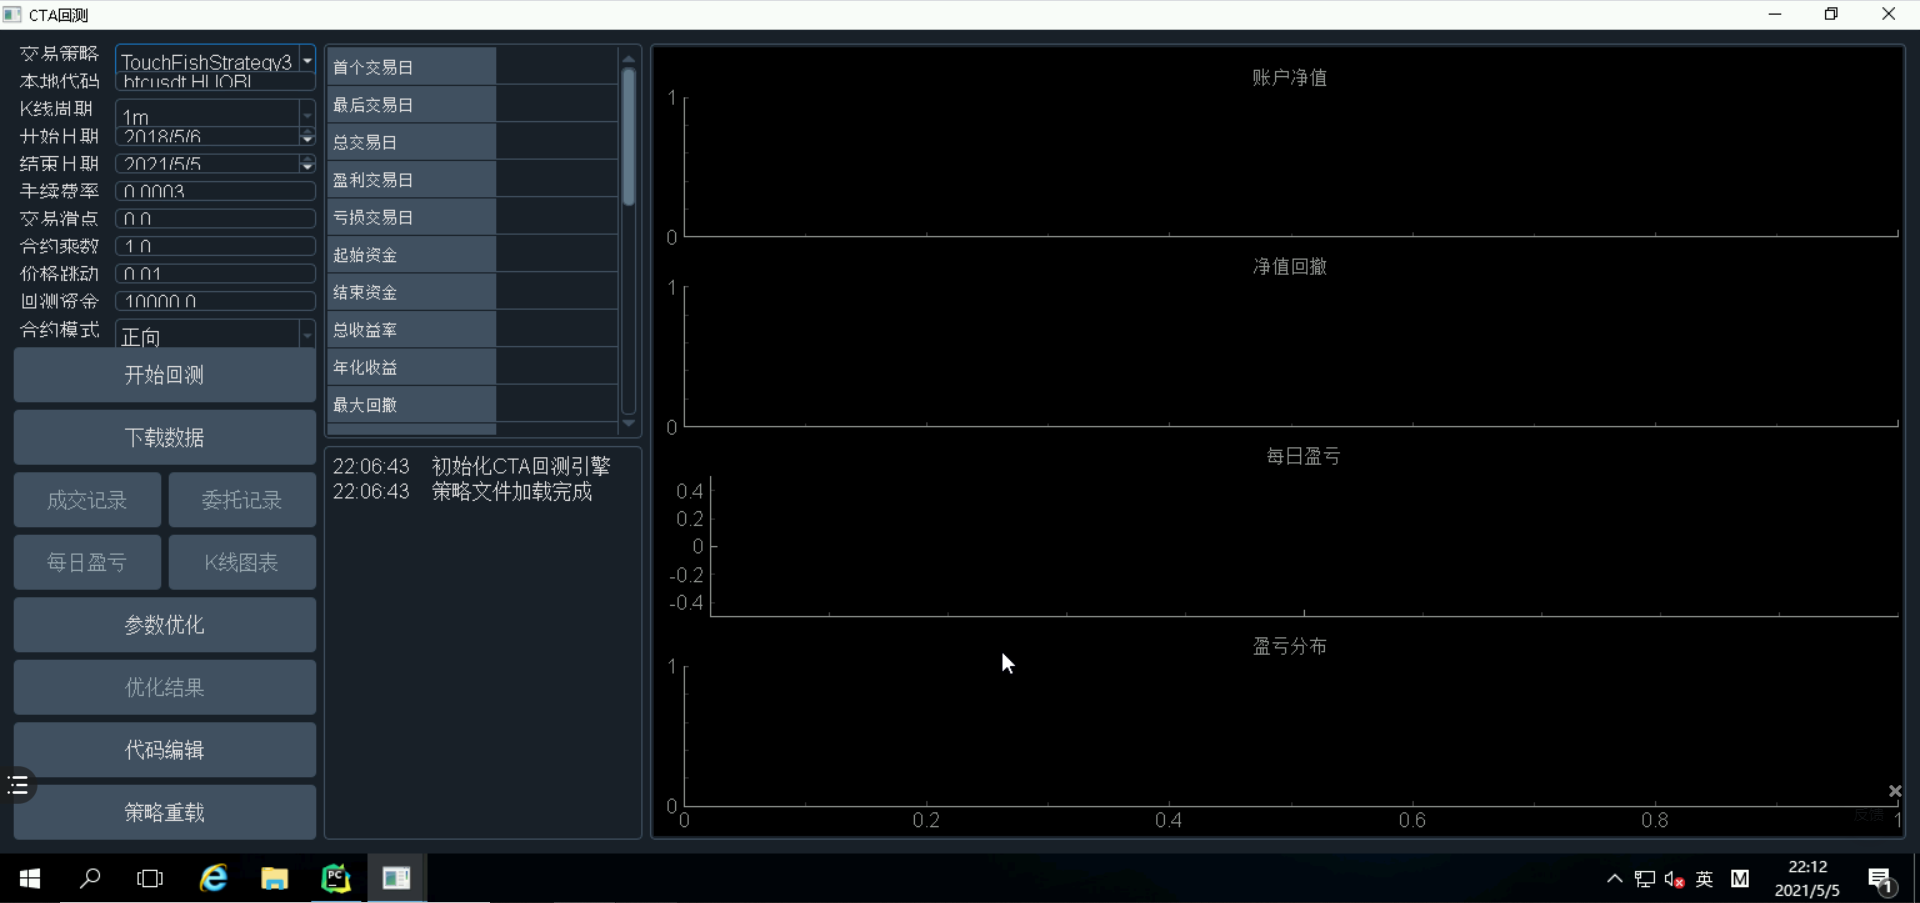 CTA回测
交易策略 TouchFishStrategy3
本地代码 btcusdt.HUOBI
K线周期 1m
开始日期 2018/5/6
结束日期 2021/5/5
手续费率 0.0003
交易滑点 0.0
合约乘数 1.0
价格跳动 0.01
回测资金 10000.0
合约模式 正向
开始回测
下载数据
成交记录 委托记录
每日盈亏 K线图表
参数优化
优化结果
代码编辑
策略重载
首个交易日
最后交易日
总交易日
盈利交易日
亏损交易日
起始资金
结束资金
总收益率
年化收益
最大回撤
22:06:43 初始化CTA回测引擎
22:06:43 策略文件加载完成
账户净值
1
0
净值回撤
1
0
每日盈亏
0.4
0.2
0
-0.2
-0.4
盈亏分布
1
0
0 0.2 0.4 0.6 0.8 1
反馈
PC
英 M
22:12
2021/5/5
1